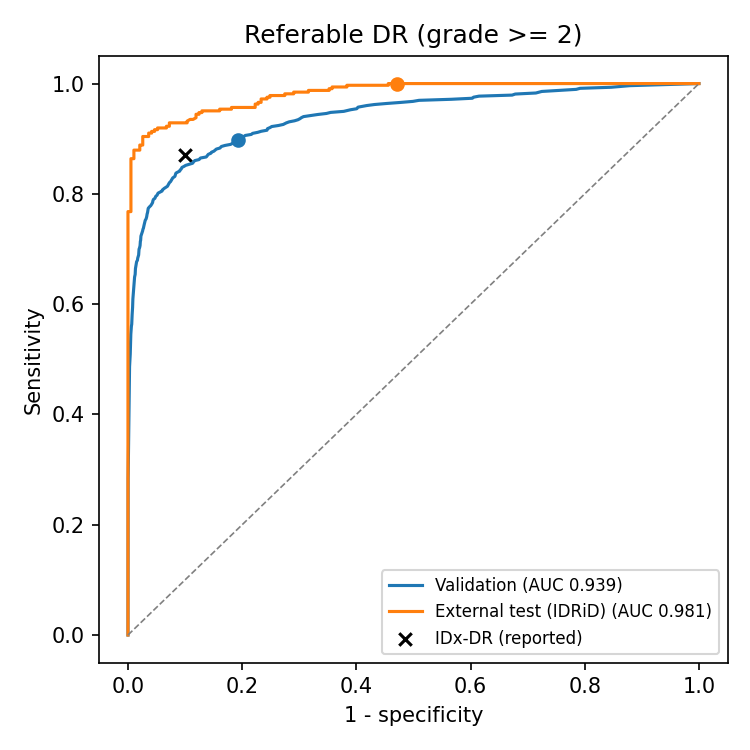 Referable DR (grade >= 2)
1.0
0.8
0.6
0.4
0.2
0.0
Sensitivity
Validation (AUC 0.939)
External test (IDRiD) (AUC 0.981)
IDx-DR (reported)
0.0 0.2 0.4 0.6 0.8 1.0
1 - specificity